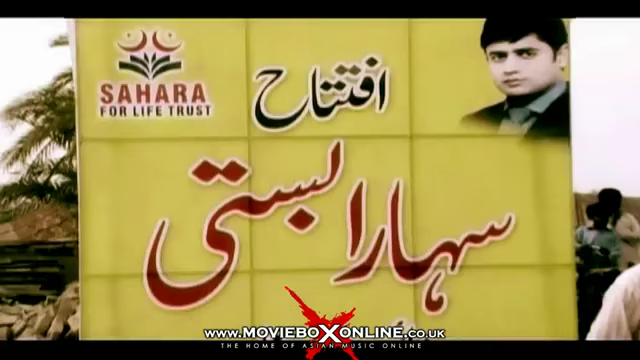 SAHARA
FOR LIFE TRUST
افتتاح
سہارا بستی
www.MOVIEBOXONLINE.co.uk
THE HOME OF ASIAN MUSIC ONLINE